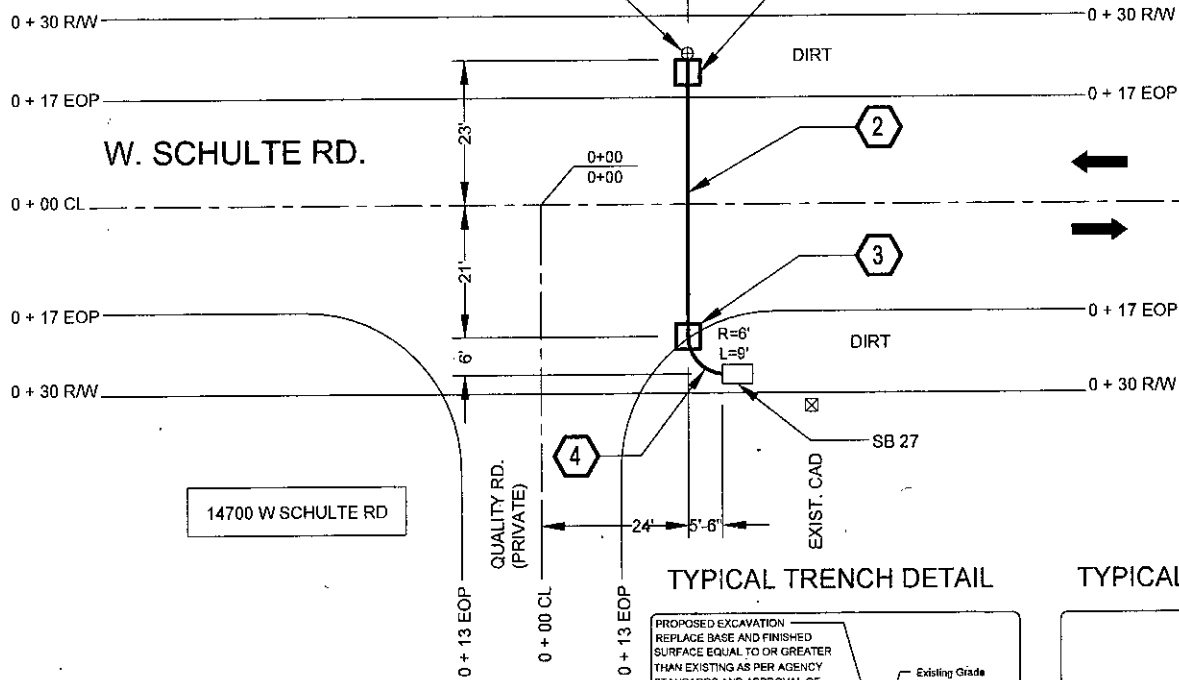 0 + 30 R/W
0 + 30 R/W
DIRT
0 + 17 EOP
0 + 17 EOP
23'
2
W. SCHULTE RD.
0+00
0+00
0 + 00 CL
21'
3
0 + 17 EOP
0 + 17 EOP
R=6'
L=9'
DIRT
6'
0 + 30 R/W
0 + 30 R/W
SB 27
4
14700 W SCHULTE RD
QUALITY RD.
(PRIVATE)
24'
5'-6"
EXIST. CAD
0 + 13 EOP
0 + 00 CL
0 + 13 EOP
TYPICAL TRENCH DETAIL
TYPICAL
PROPOSED EXCAVATION
REPLACE BASE AND FINISHED
SURFACE EQUAL TO OR GREATER
THAN EXISTING AS PER AGENCY
STANDARDS AND APPROVAL OF
Existing Grade